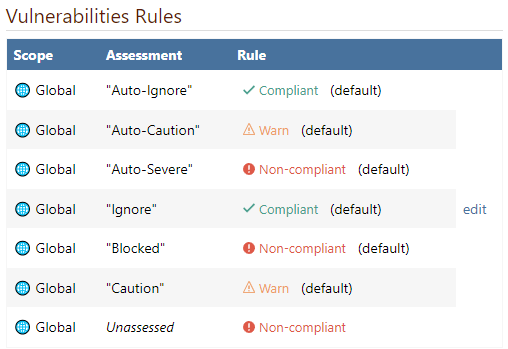 Vulnerabilities Rules
Scope Assessment Rule
Global "Auto-Ignore" Compliant (default)
Global "Auto-Caution" Warn (default)
Global "Auto-Severe" Non-compliant (default)
Global "Ignore" Compliant (default) edit
Global "Blocked" Non-compliant (default)
Global "Caution" Warn (default)
Global Unassessed Non-compliant